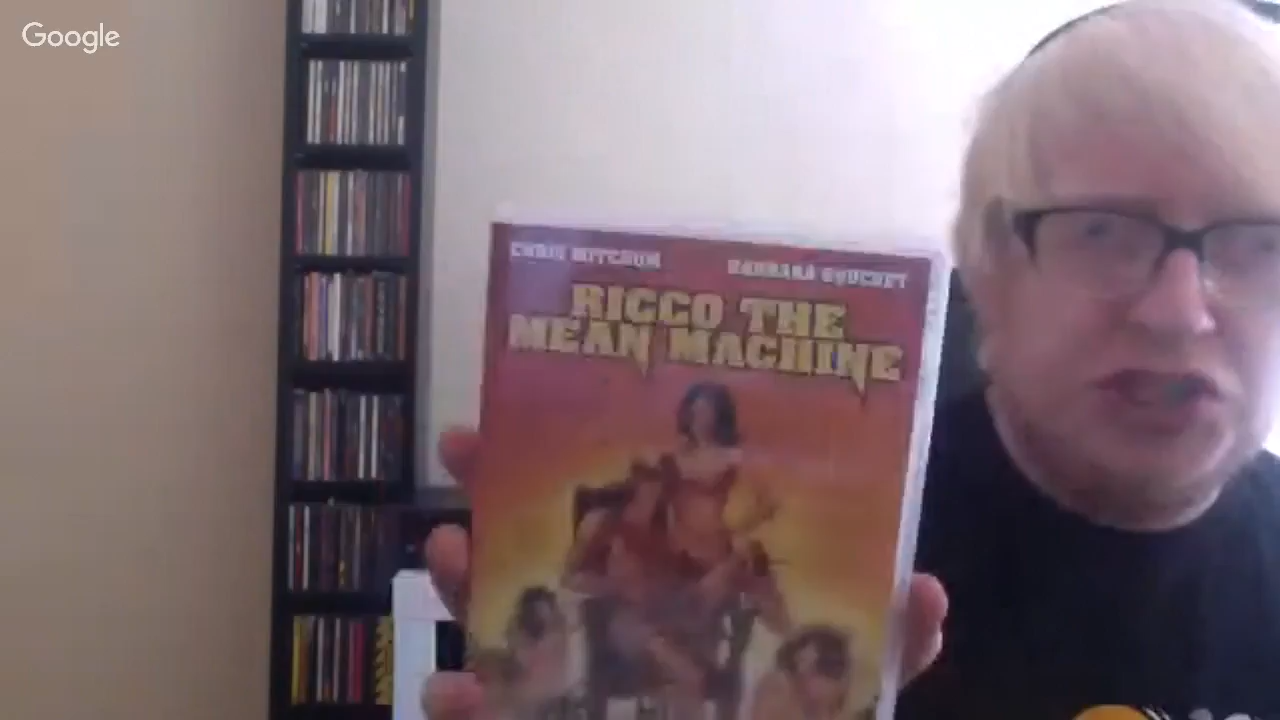 Google
CHRIS MITCHUM
BARBARA BOUCHET
RICCO THE
MEAN MACHINE